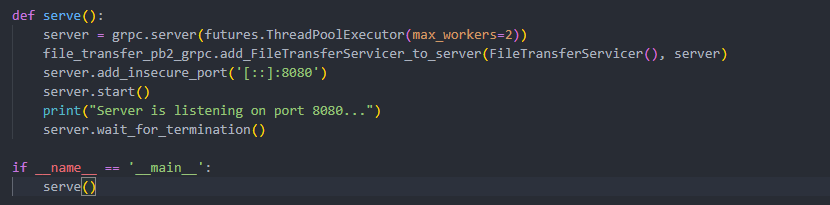 def serve():
    server = grpc.server(futures.ThreadPoolExecutor(max_workers=2))
    file_transfer_pb2_grpc.add_FileTransferServicer_to_server(FileTransferServicer(), server)
    server.add_insecure_port('[::]:8080')
    server.start()
    print("Server is listening on port 8080...")
    server.wait_for_termination()
if __name__ == '__main__':
    serve()